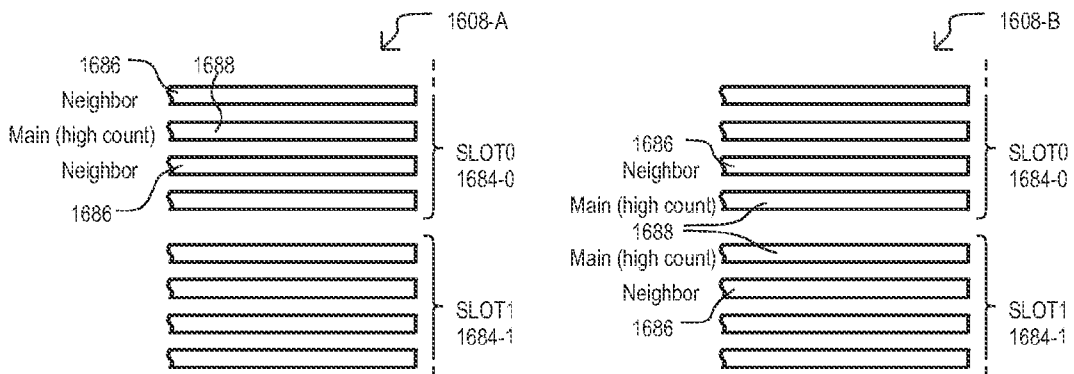 1608-A
1686
1688
Neighbor
Main (high count)
Neighbor
1686
SLOT0
1684-0
SLOT1
1684-1
1608-B
1686
Neighbor
Main (high count)
1688
Main (high count)
Neighbor
1686
SLOT0
1684-0
SLOT1
1684-1